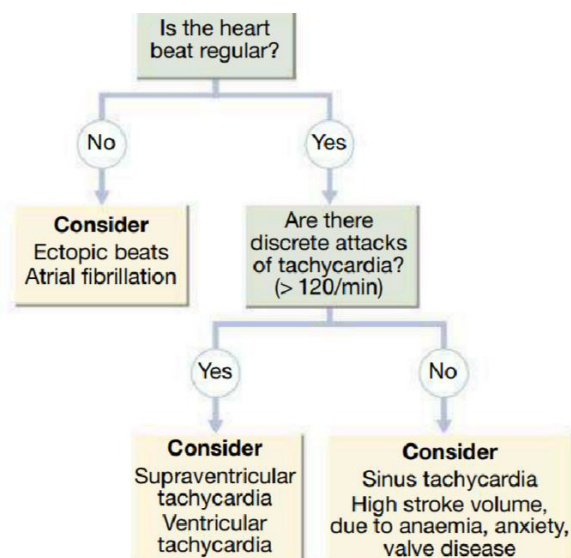 Is the heart
beat regular?
No
Yes
Consider
Ectopic beats
Atrial fibrillation
Are there
discrete attacks
of tachycardia?
(> 120/min)
Yes
No
Consider
Supraventricular
tachycardia
Ventricular
tachycardia
Consider
Sinus tachycardia
High stroke volume,
due to anaemia, anxiety,
valve disease